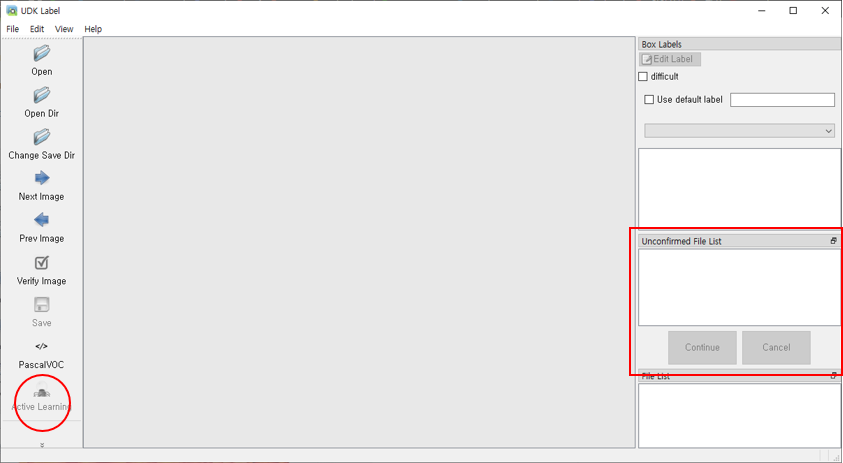 UDK Label
File Edit View Help
Open
Open Dir
Change Save Dir
Next Image
Prev Image
Verify Image
Save
</>
PascalVOC
Active Learning
Box Labels
Edit Label
difficult
Use default label
Unconfirmed File List
Continue Cancel
File List